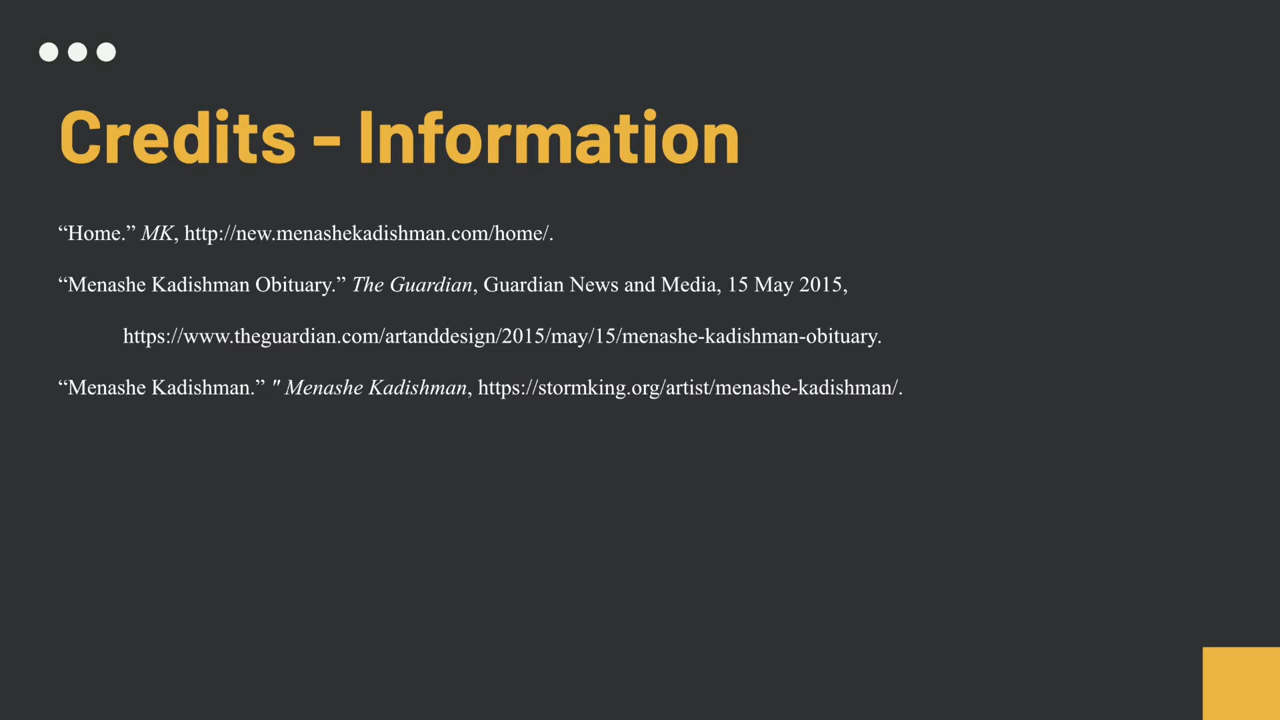 Credits - Information
“Home.” MK, http://new.menashekadishman.com/home/.
“Menashe Kadishman Obituary.” The Guardian, Guardian News and Media, 15 May 2015,
https://www.theguardian.com/artanddesign/2015/may/15/menashe-kadishman-obituary.
“Menashe Kadishman.” " Menashe Kadishman, https://stormking.org/artist/menashe-kadishman/.